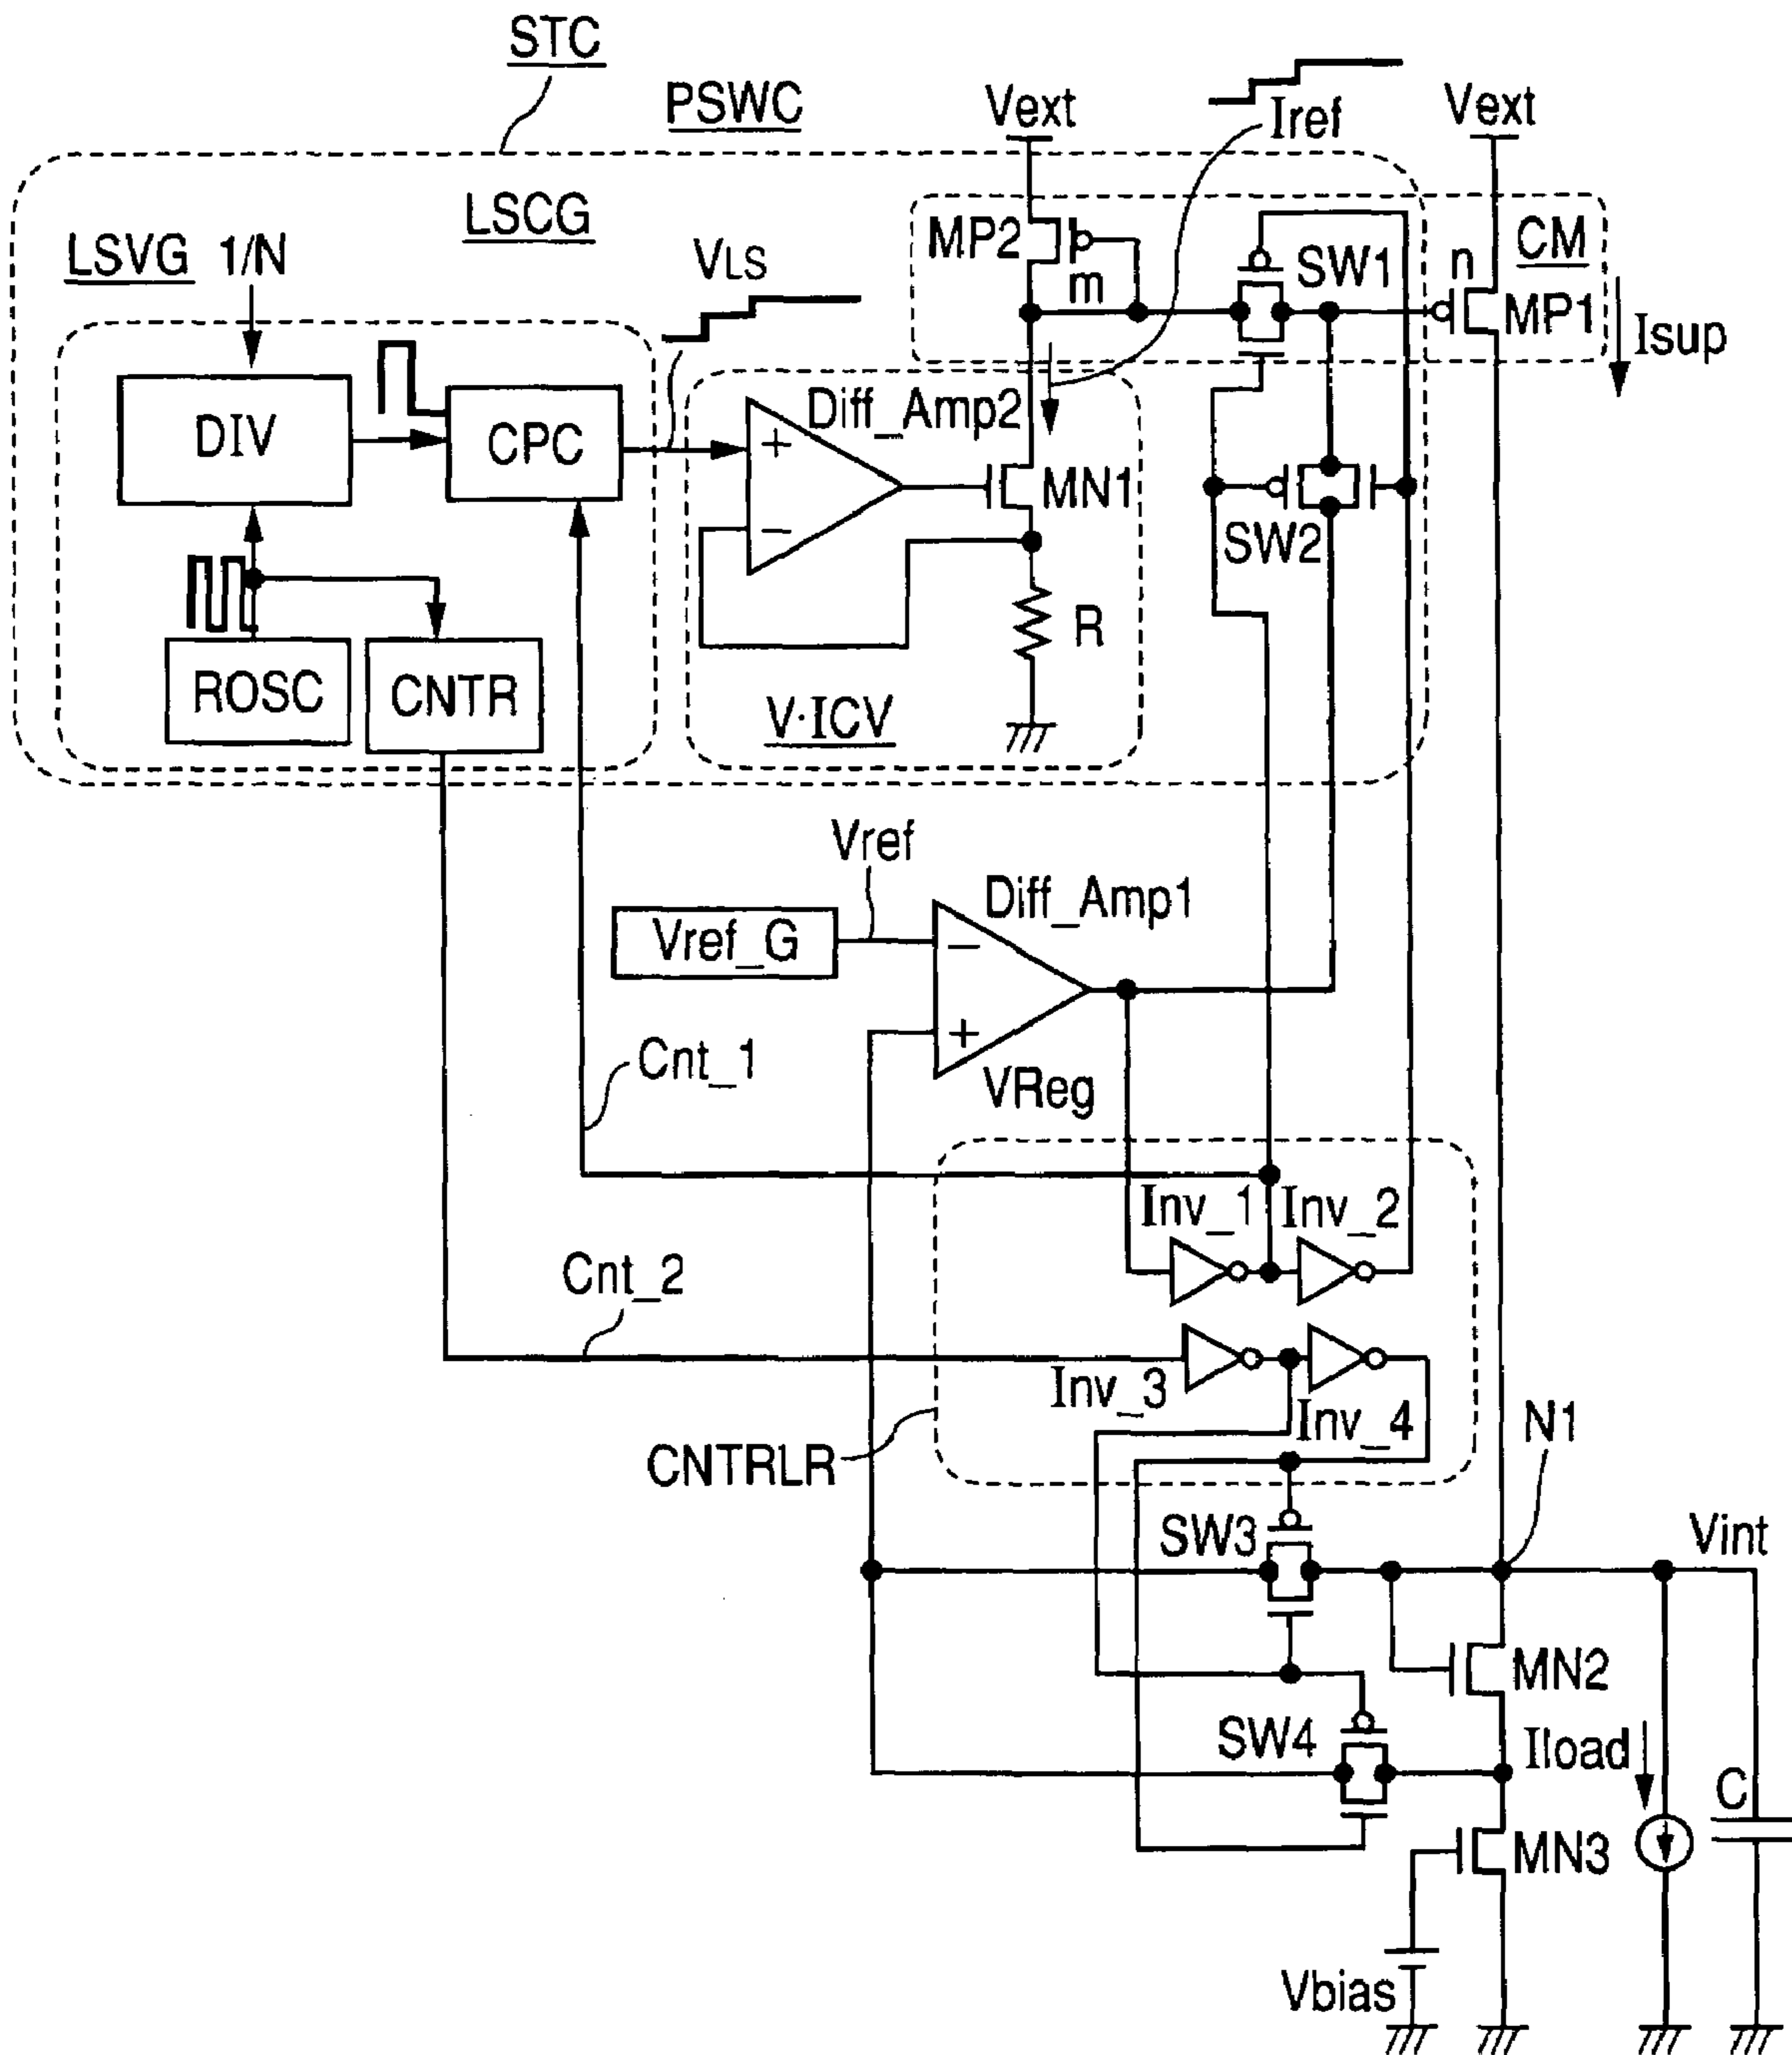 STC
PSWC
Vext
Iref
Vext
LSCG
LSVG
1/N
VLS
MP2
m
SW1
n
CM
MP1
Isup
DIV
CPC
Diff_Amp2
+
−
MN1
SW2
R
ROSC
CNTR
V·ICV
Vref
Diff_Amp1
Vref_G
−
+
VReg
Cnt_1
Inv_1
Inv_2
Cnt_2
Inv_3
Inv_4
CNTRLR
N1
SW3
Vint
MN2
SW4
Iload
C
MN3
Vbias